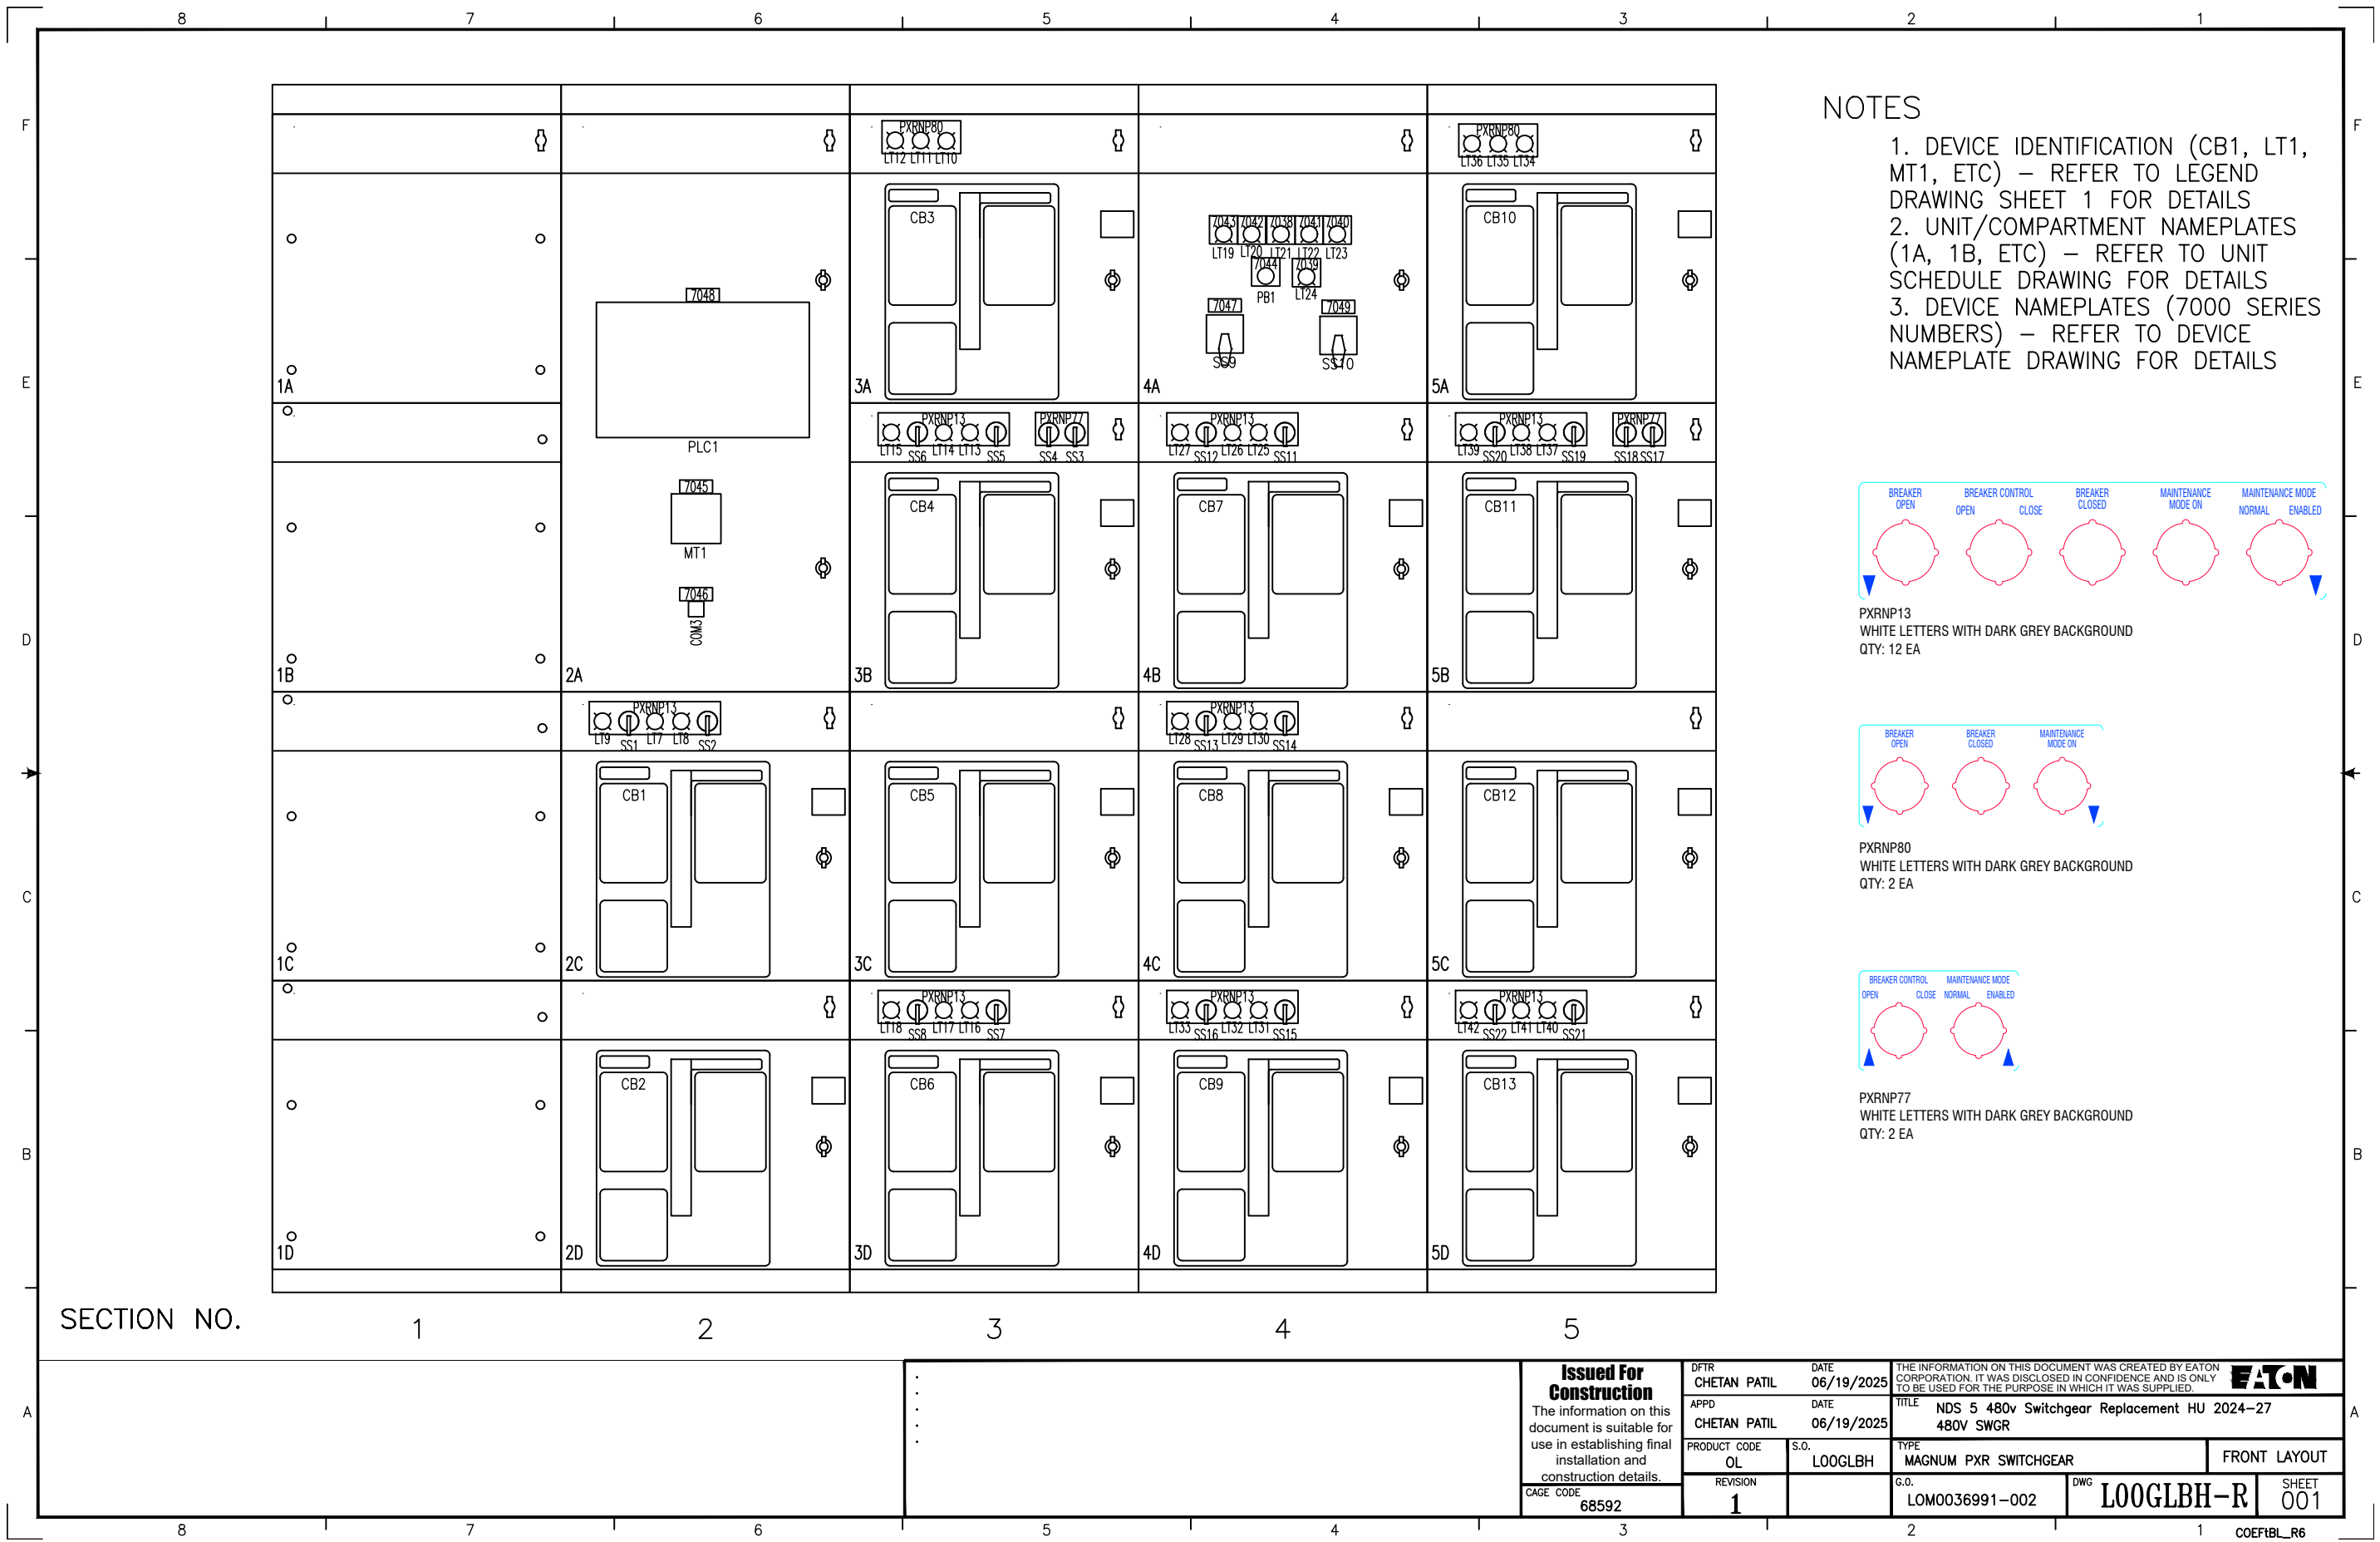 8 7 6 5 4 3 2 1
F F
E E
D D
C C
B B
A A
PXRNP80
LT12 LT11 LT10
PXRNP80
LT36 LT35 LT34
CB3
7043 7042 7038 7041 7040
LT19 LT20 LT21 LT22 LT23
7044 7039
PB1 LT24
7047 7049
SS9 SS10
CB10
7048
PLC1
1A 3A 4A 5A
PXRNP13 PXRNP77
LT15 SS6 LT14 LT13 SS5 SS4 SS3
PXRNP13
LT27 SS12 LT26 LT25 SS11
PXRNP13 PXRNP77
LT39 SS20 LT38 LT37 SS19 SS18 SS17
7045
MT1
7046
COM3
CB4 CB7 CB11
1B 2A 3B 4B 5B
PXRNP13
LT9 SS1 LT7 LT8 SS2
PXRNP13
LT28 SS13 LT29 LT30 SS14
CB1 CB5 CB8 CB12
1C 2C 3C 4C 5C
PXRNP13
LT18 SS8 LT17 LT16 SS7
PXRNP13
LT33 SS16 LT32 LT31 SS15
PXRNP13
LT42 SS22 LT41 LT40 SS21
CB2 CB6 CB9 CB13
1D 2D 3D 4D 5D
SECTION NO. 1 2 3 4 5
NOTES
1. DEVICE IDENTIFICATION (CB1, LT1,
MT1, ETC) – REFER TO LEGEND
DRAWING SHEET 1 FOR DETAILS
2. UNIT/COMPARTMENT NAMEPLATES
(1A, 1B, ETC) – REFER TO UNIT
SCHEDULE DRAWING FOR DETAILS
3. DEVICE NAMEPLATES (7000 SERIES
NUMBERS) – REFER TO DEVICE
NAMEPLATE DRAWING FOR DETAILS
BREAKER BREAKER CONTROL BREAKER MAINTENANCE MAINTENANCE MODE
OPEN OPEN CLOSE CLOSED MODE ON NORMAL ENABLED
PXRNP13
WHITE LETTERS WITH DARK GREY BACKGROUND
QTY: 12 EA
BREAKER BREAKER MAINTENANCE
OPEN CLOSED MODE ON
PXRNP80
WHITE LETTERS WITH DARK GREY BACKGROUND
QTY: 2 EA
BREAKER CONTROL MAINTENANCE MODE
OPEN CLOSE NORMAL ENABLED
PXRNP77
WHITE LETTERS WITH DARK GREY BACKGROUND
QTY: 2 EA
Issued For
Construction
The information on this
document is suitable for
use in establishing final
installation and
construction details.
CAGE CODE
68592
DFTR DATE
CHETAN PATIL 06/19/2025
APPD DATE
CHETAN PATIL 06/19/2025
PRODUCT CODE
OL
S.O.
L00GLBH
REVISION
1
THE INFORMATION ON THIS DOCUMENT WAS CREATED BY EATON
CORPORATION. IT WAS DISCLOSED IN CONFIDENCE AND IS ONLY
TO BE USED FOR THE PURPOSE IN WHICH IT WAS SUPPLIED.
EATON
TITLE
NDS 5 480v Switchgear Replacement HU 2024-27
480V SWGR
TYPE
MAGNUM PXR SWITCHGEAR
FRONT LAYOUT
G.O.
LOM0036991-002
DWG
L00GLBH-R
SHEET
001
8 7 6 5 4 3 2 1
COEFtBL_R6